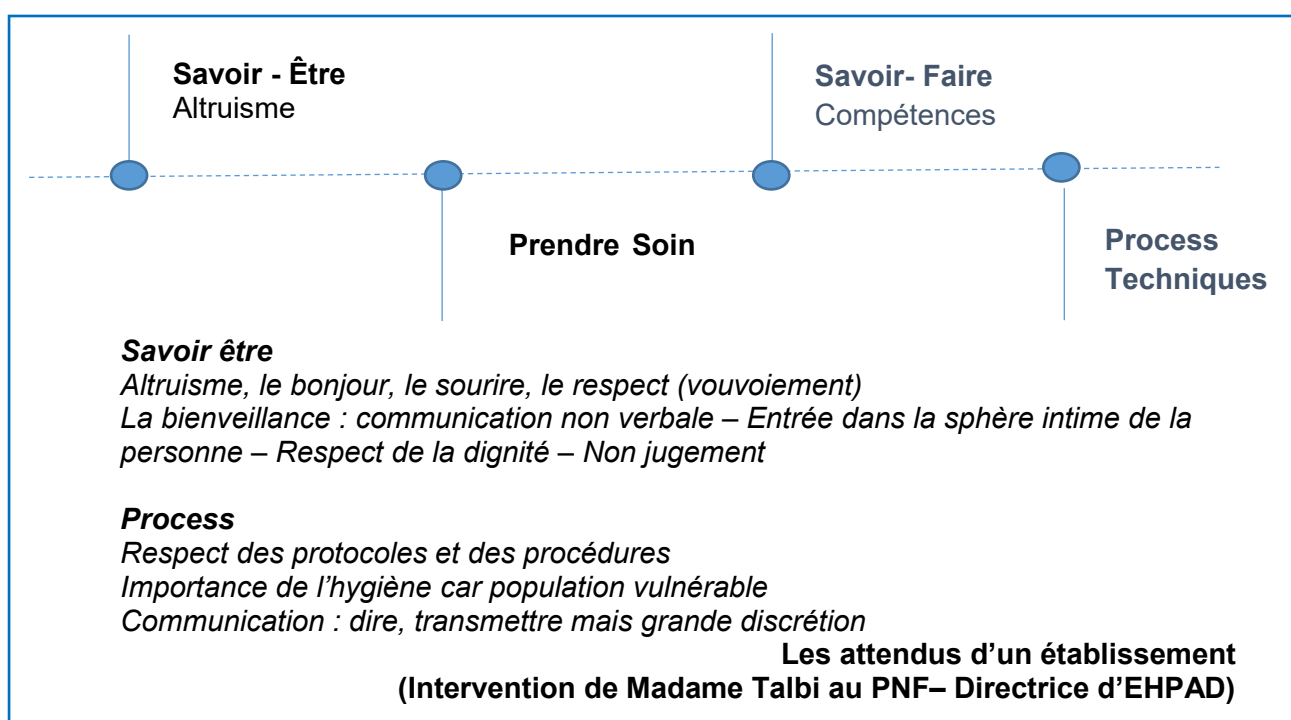 Savoir - Être
Altruisme
Savoir- Faire
Compétences
Prendre Soin
Process
Techniques
Savoir être
Altruisme, le bonjour, le sourire, le respect (vouvoiement)
La bienveillance : communication non verbale – Entrée dans la sphère intime de la
personne – Respect de la dignité – Non jugement
Process
Respect des protocoles et des procédures
Importance de l’hygiène car population vulnérable
Communication : dire, transmettre mais grande discrétion
Les attendus d’un établissement
(Intervention de Madame Talbi au PNF– Directrice d’EHPAD)